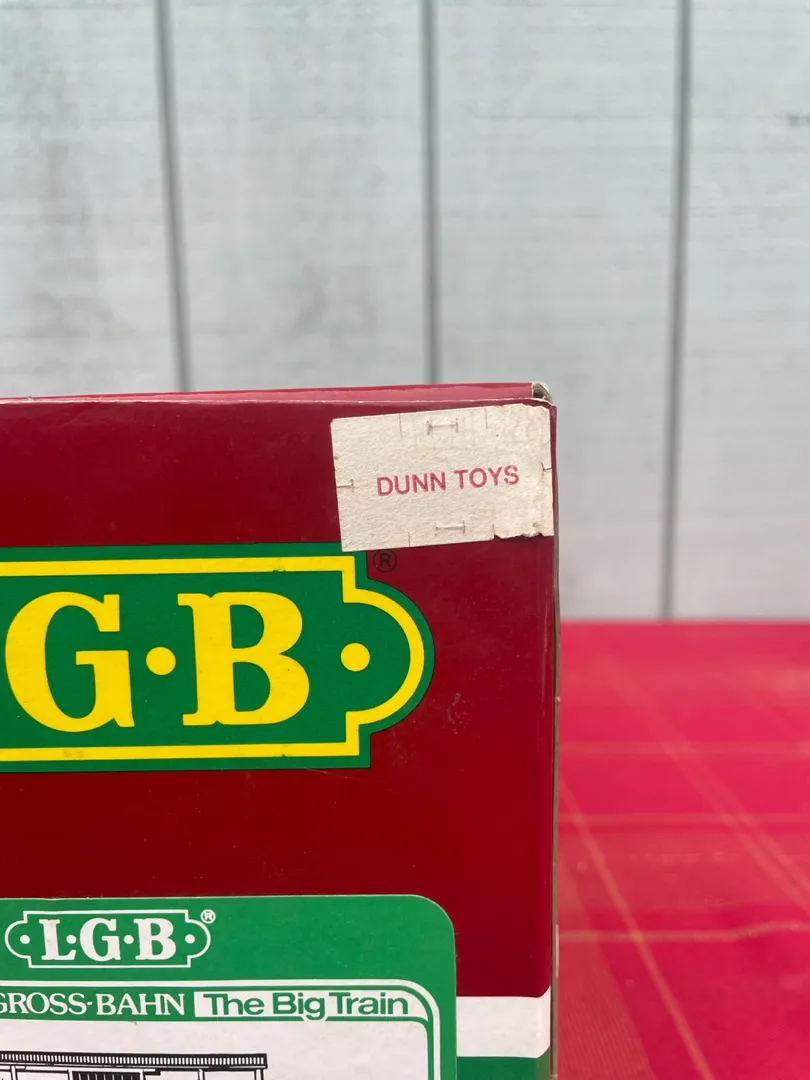 DUNN TOYS
G·B·®
·L·G·B·®
GROSS-BAHN The Big Train